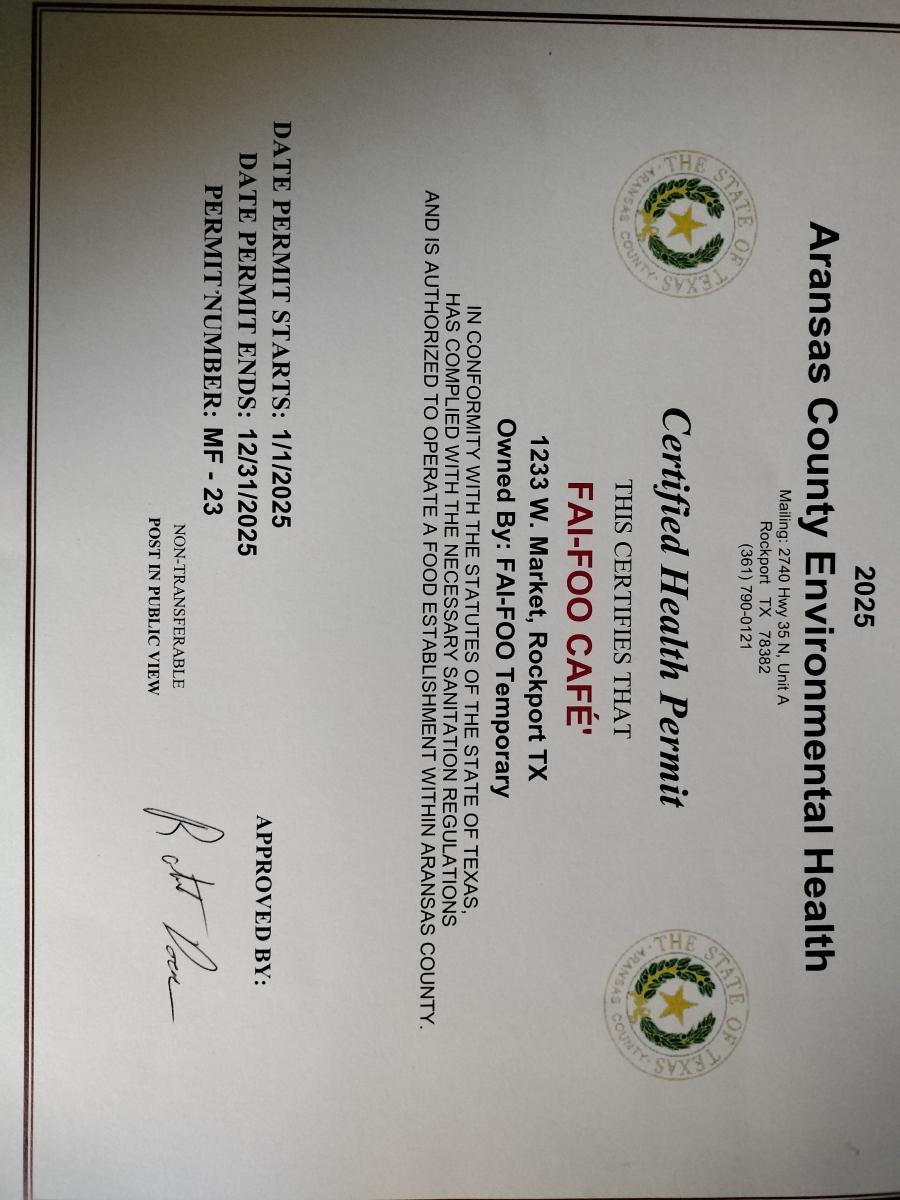 2025
Aransas County Environmental Health
Mailing: 2740 Hwy 35 N, Unit A
Rockport TX 78382
(361) 790-0121
THE STATE OF TEXAS
ARANSAS COUNTY
THE STATE OF TEXAS
ARANSAS COUNTY
Certified Health Permit
THIS CERTIFIES THAT
FAI-FOO CAFÉ'
1233 W. Market, Rockport TX
Owned By: FAI-FOO Temporary
IN CONFORMITY WITH THE STATUTES OF THE STATE OF TEXAS,
HAS COMPLIED WITH THE NECESSARY SANITATION REGULATIONS
AND IS AUTHORIZED TO OPERATE A FOOD ESTABLISHMENT WITHIN ARANSAS COUNTY.
DATE PERMIT STARTS: 1/1/2025
DATE PERMIT ENDS: 12/31/2025
PERMIT NUMBER: MF - 23
APPROVED BY:
NON-TRANSFERABLE
POST IN PUBLIC VIEW